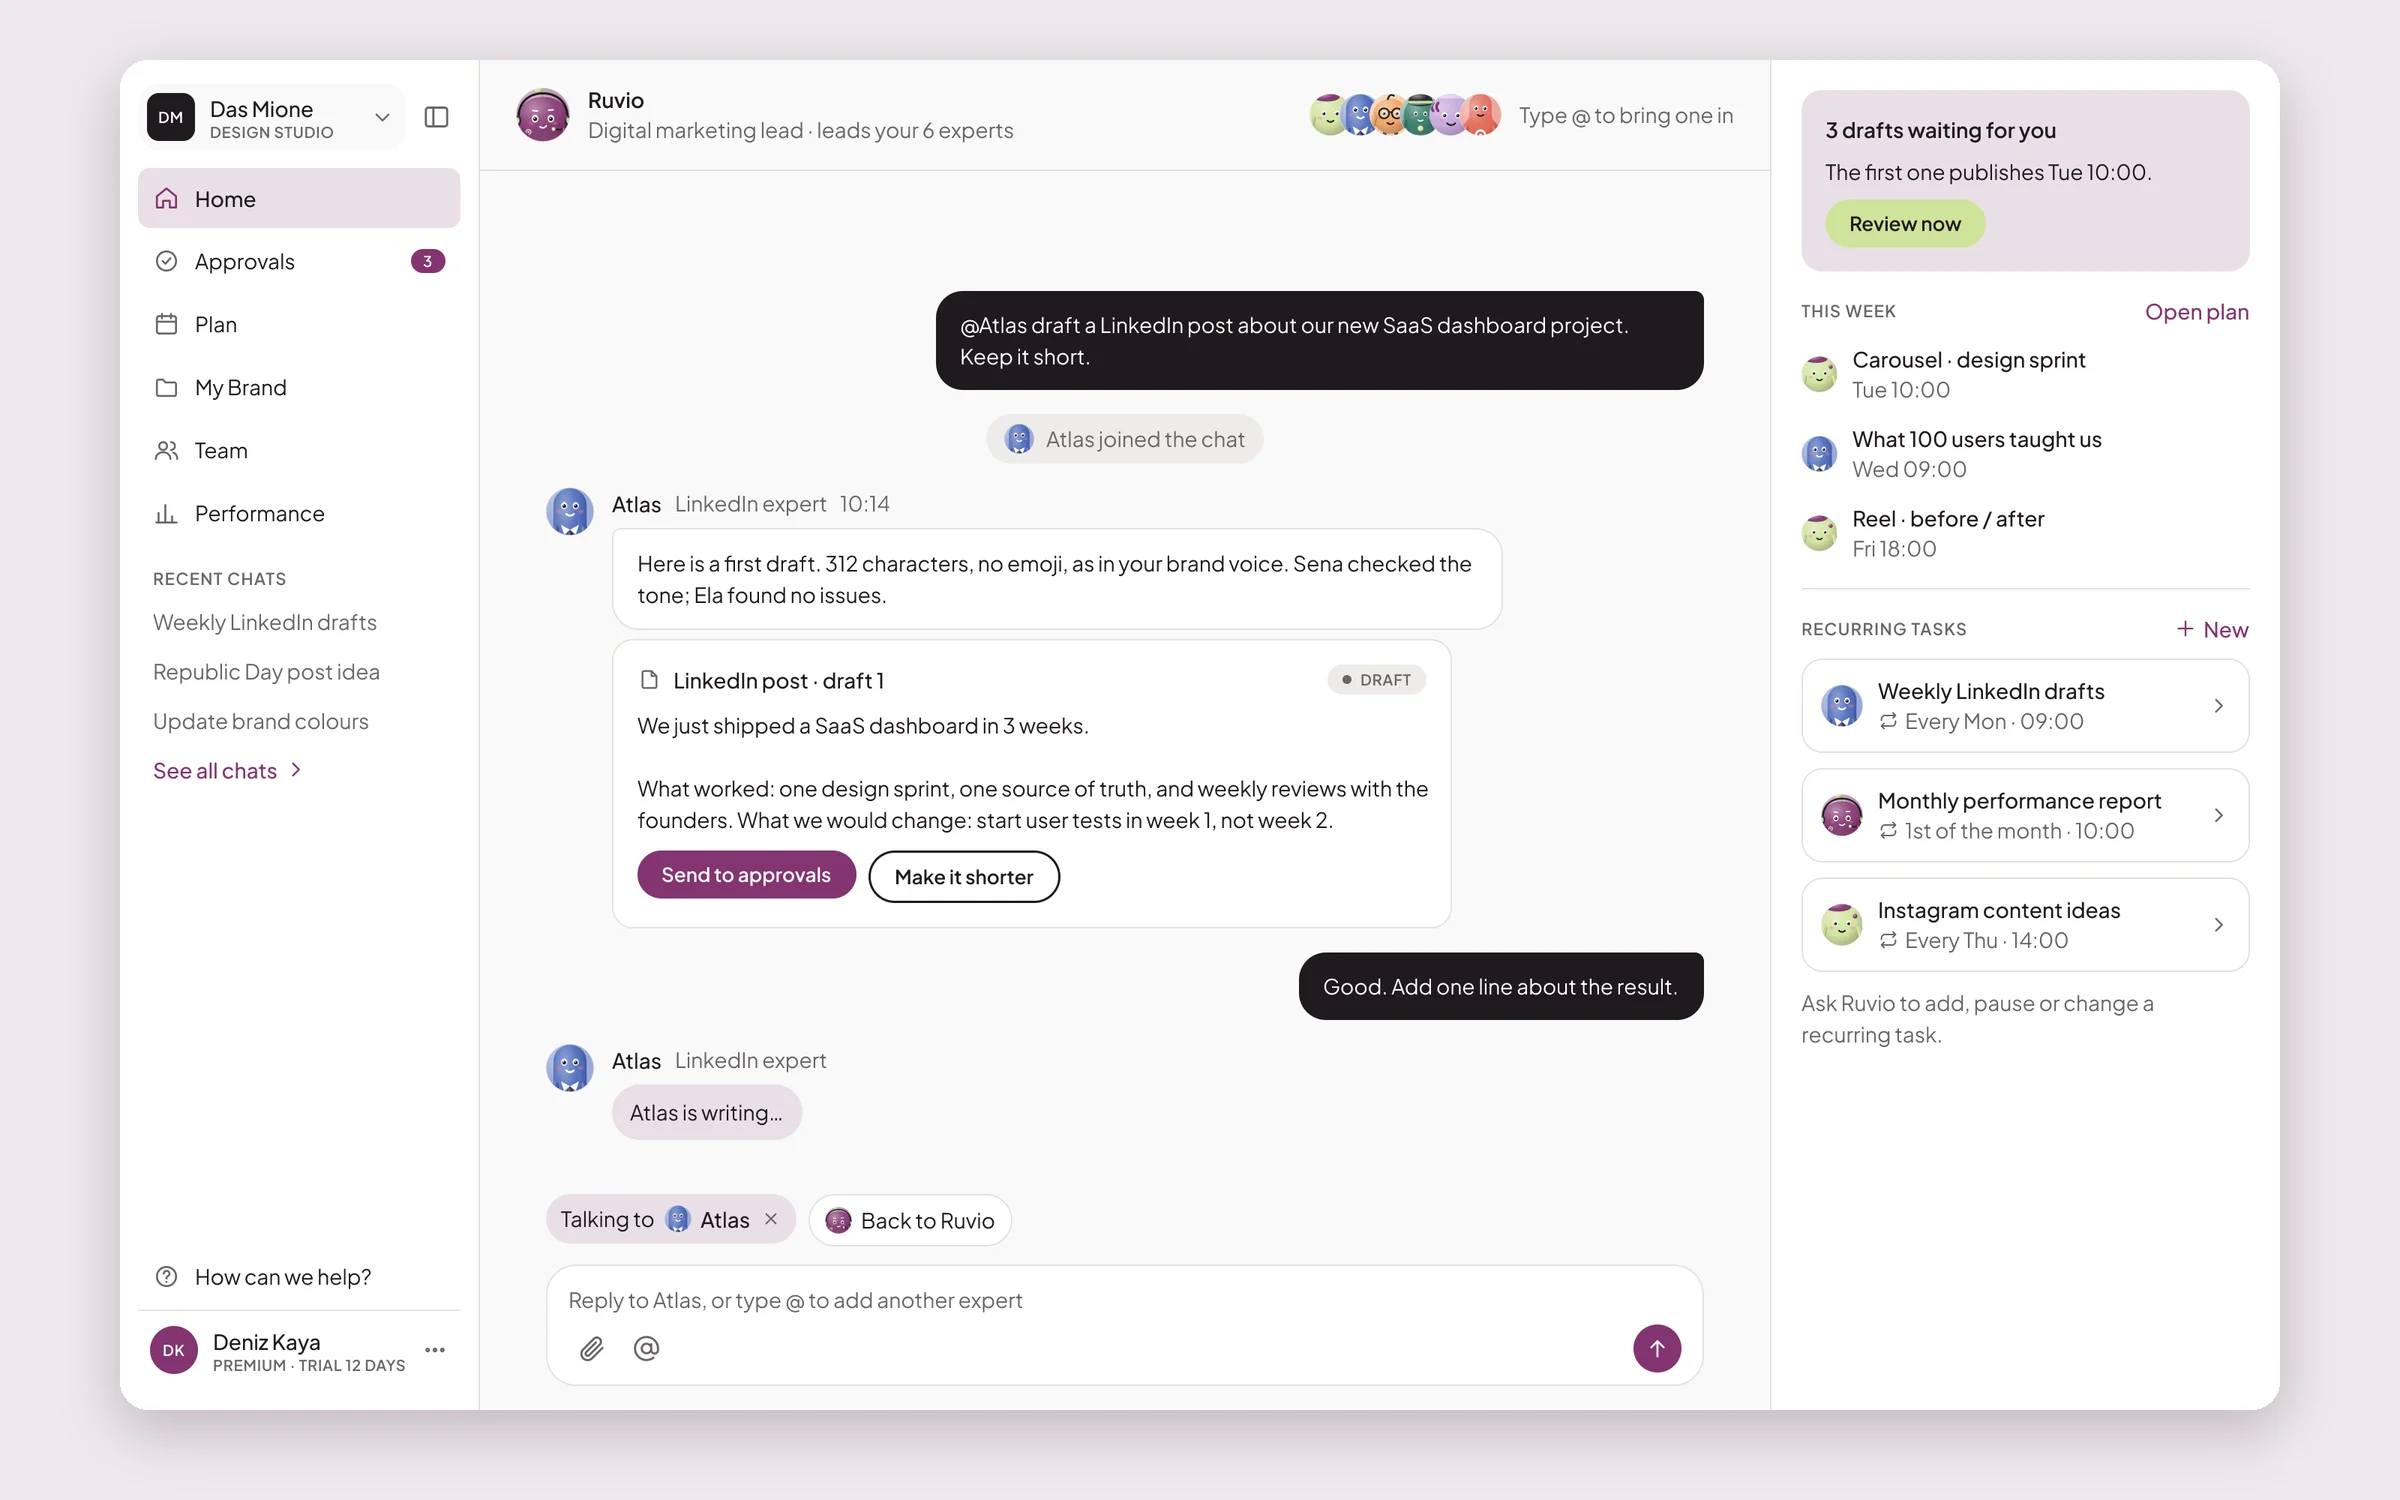 DM
Das Mione
DESIGN STUDIO
Home
Approvals
3
Plan
My Brand
Team
Performance
RECENT CHATS
Weekly LinkedIn drafts
Republic Day post idea
Update brand colours
See all chats
How can we help?
DK
Deniz Kaya
PREMIUM · TRIAL 12 DAYS
Ruvio
Digital marketing lead · leads your 6 experts
Type @ to bring one in
@Atlas draft a LinkedIn post about our new SaaS dashboard project.
Keep it short.
Atlas joined the chat
Atlas LinkedIn expert 10:14
Here is a first draft. 312 characters, no emoji, as in your brand voice. Sena checked the
tone; Ela found no issues.
LinkedIn post · draft 1
DRAFT
We just shipped a SaaS dashboard in 3 weeks.
What worked: one design sprint, one source of truth, and weekly reviews with the
founders. What we would change: start user tests in week 1, not week 2.
Send to approvals
Make it shorter
Good. Add one line about the result.
Atlas LinkedIn expert
Atlas is writing...
Talking to Atlas
Back to Ruvio
Reply to Atlas, or type @ to add another expert
3 drafts waiting for you
The first one publishes Tue 10:00.
Review now
THIS WEEK
Open plan
Carousel · design sprint
Tue 10:00
What 100 users taught us
Wed 09:00
Reel · before / after
Fri 18:00
RECURRING TASKS
+ New
Weekly LinkedIn drafts
Every Mon · 09:00
Monthly performance report
1st of the month · 10:00
Instagram content ideas
Every Thu · 14:00
Ask Ruvio to add, pause or change a
recurring task.